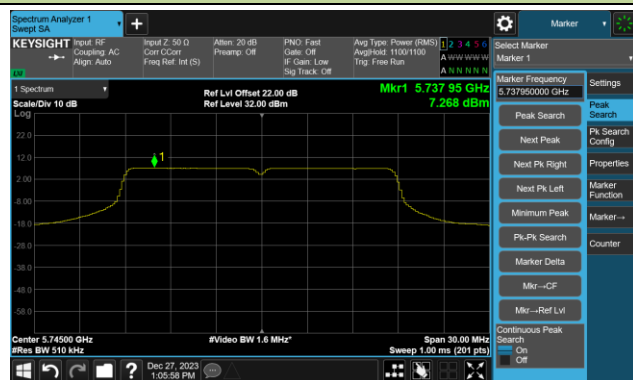 Spectrum Analyzer 1
Swept SA
Marker
KEYSIGHT
Input: RF
Coupling: AC
Align: Auto
Input Z: 50 Ω
Corr CCorr
Freq Ref: Int (S)
Atten: 20 dB
Preamp: Off
PNO: Fast
Gate: Off
IF Gain: Low
Sig Track: Off
Avg Type: Power (RMS)
Avg|Hold: 1100/1100
Trig: Free Run
1 2 3 4 5 6
A W W W W W
A N N N N N
Select Marker
Marker 1
LXI
1 Spectrum
Scale/Div 10 dB
Log
Ref Lvl Offset 22.00 dB
Ref Level 32.00 dBm
Mkr1 5.737 95 GHz
7.268 dBm
22.0
12.0
2.00
-8.00
-18.0
-28.0
-38.0
-48.0
-58.0
1
Center 5.74500 GHz
#Res BW 510 kHz
#Video BW 1.6 MHz*
Span 30.00 MHz
Sweep 1.00 ms (201 pts)
Marker Frequency
5.737950000 GHz
Peak Search
Next Peak
Next Pk Right
Next Pk Left
Minimum Peak
Pk-Pk Search
Marker Delta
Mkr→CF
Mkr→Ref Lvl
Continuous Peak
Search
On
Off
Settings
Peak
Search
Pk Search
Config
Properties
Marker
Function
Marker→
Counter
Dec 27, 2023
1:05:58 PM